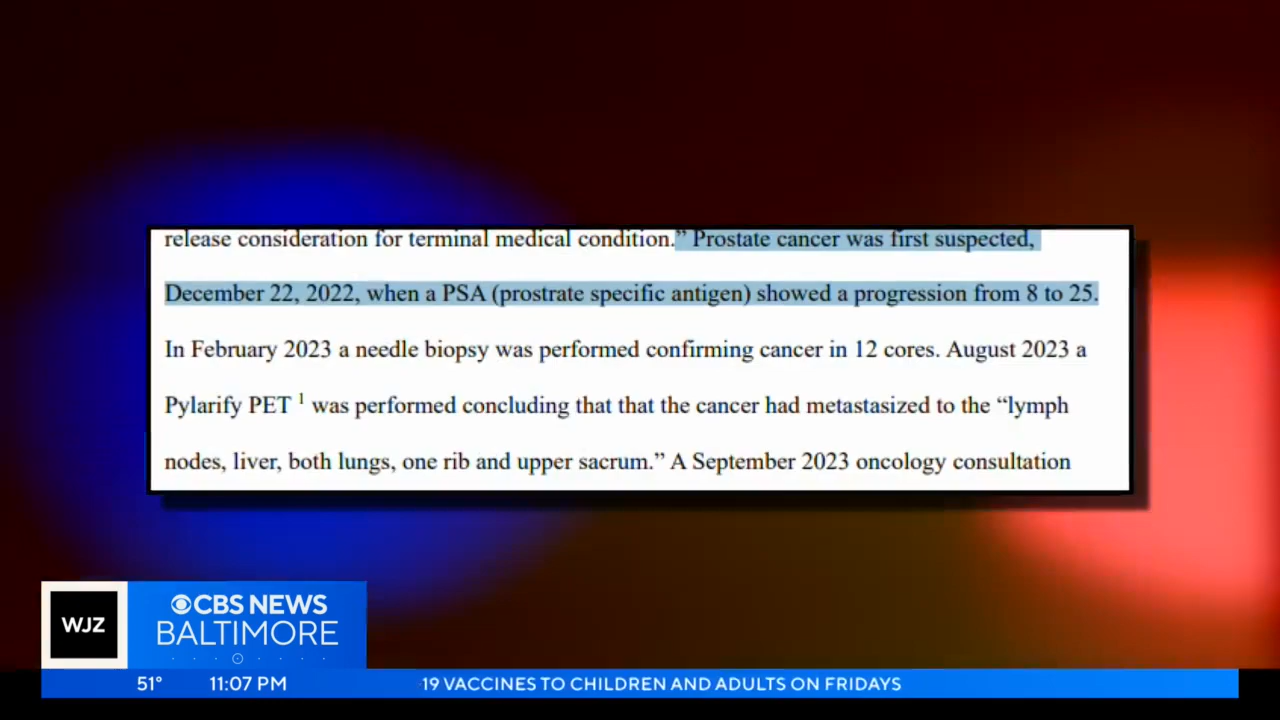 release consideration for terminal medical condition.” Prostate cancer was first suspected,
December 22, 2022, when a PSA (prostrate specific antigen) showed a progression from 8 to 25.
In February 2023 a needle biopsy was performed confirming cancer in 12 cores. August 2023 a
Pylarify PET 1 was performed concluding that that the cancer had metastasized to the “lymph
nodes, liver, both lungs, one rib and upper sacrum.” A September 2023 oncology consultation
WJZ
CBS NEWS
BALTIMORE
51° 11:07 PM 19 VACCINES TO CHILDREN AND ADULTS ON FRIDAYS